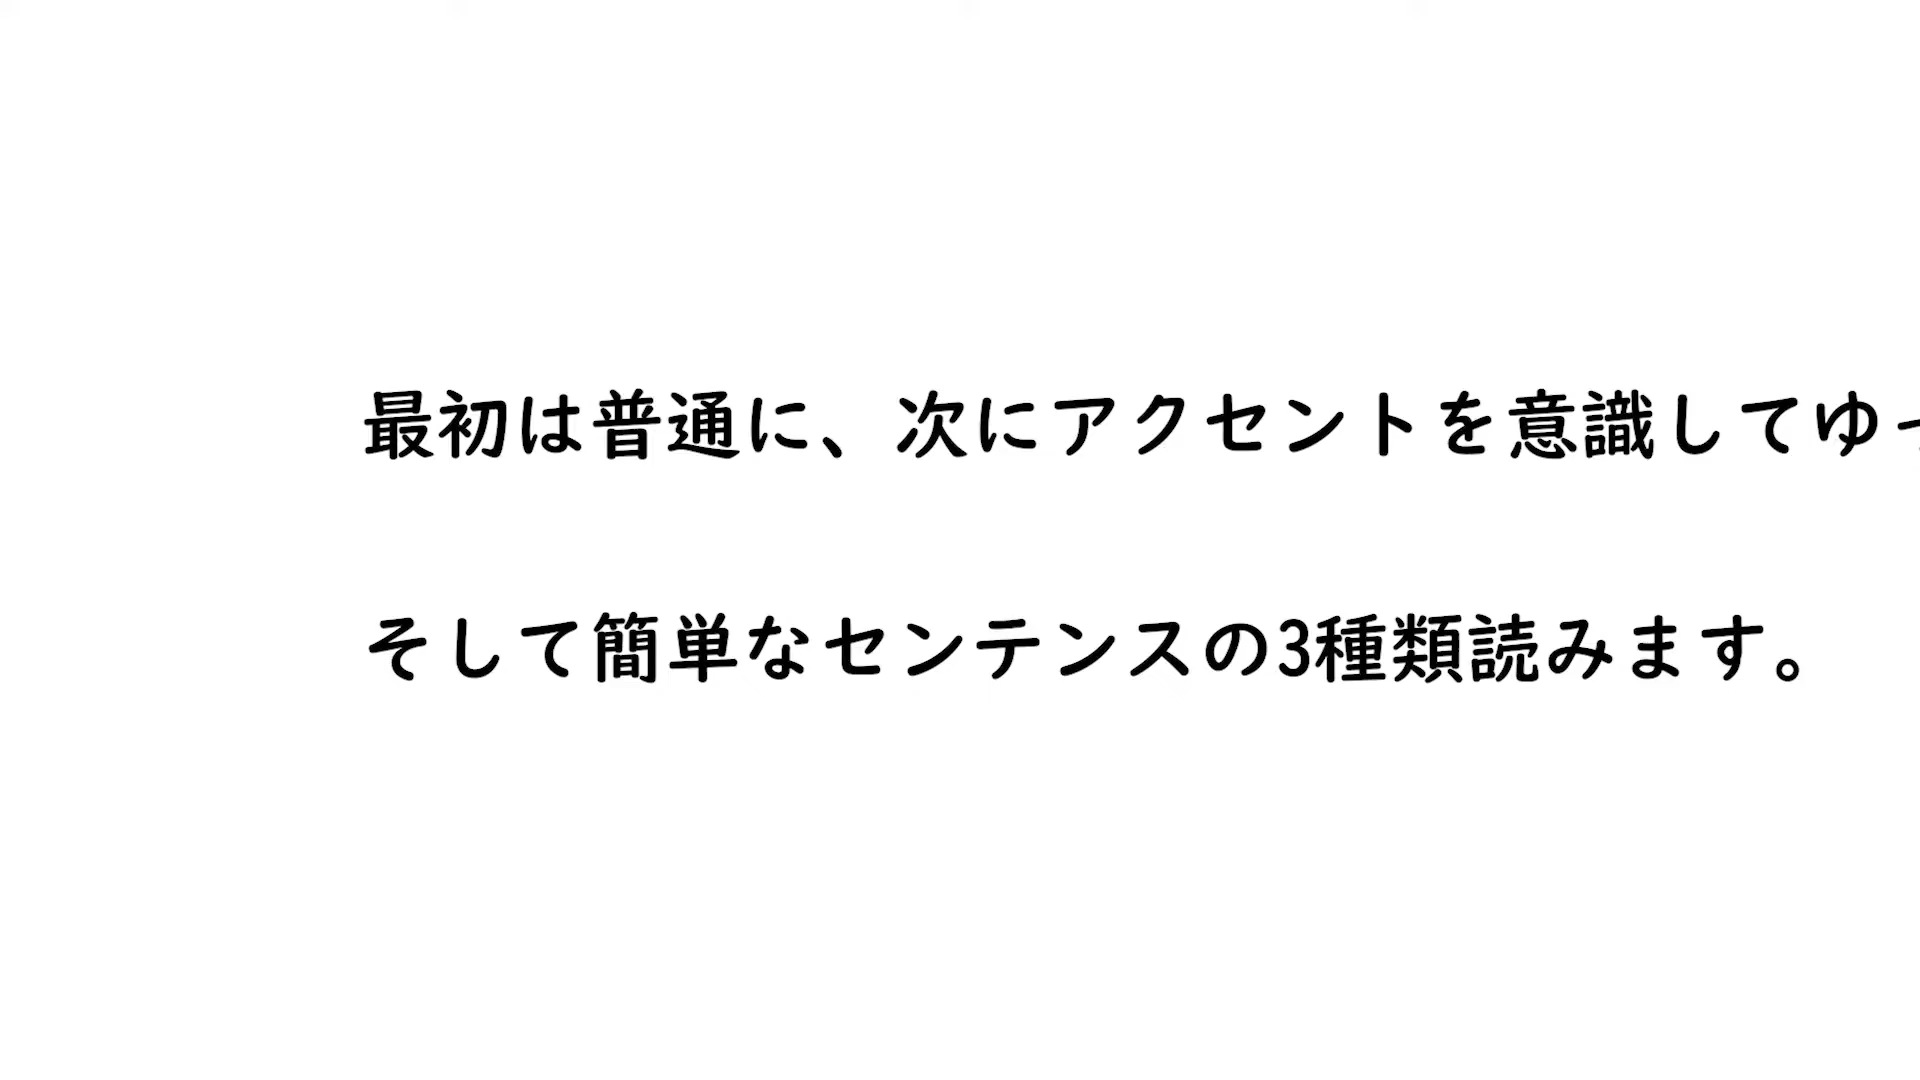 最初は普通に、次にアクセントを意識してゆっ
そして簡単なセンテンスの3種類読みます。